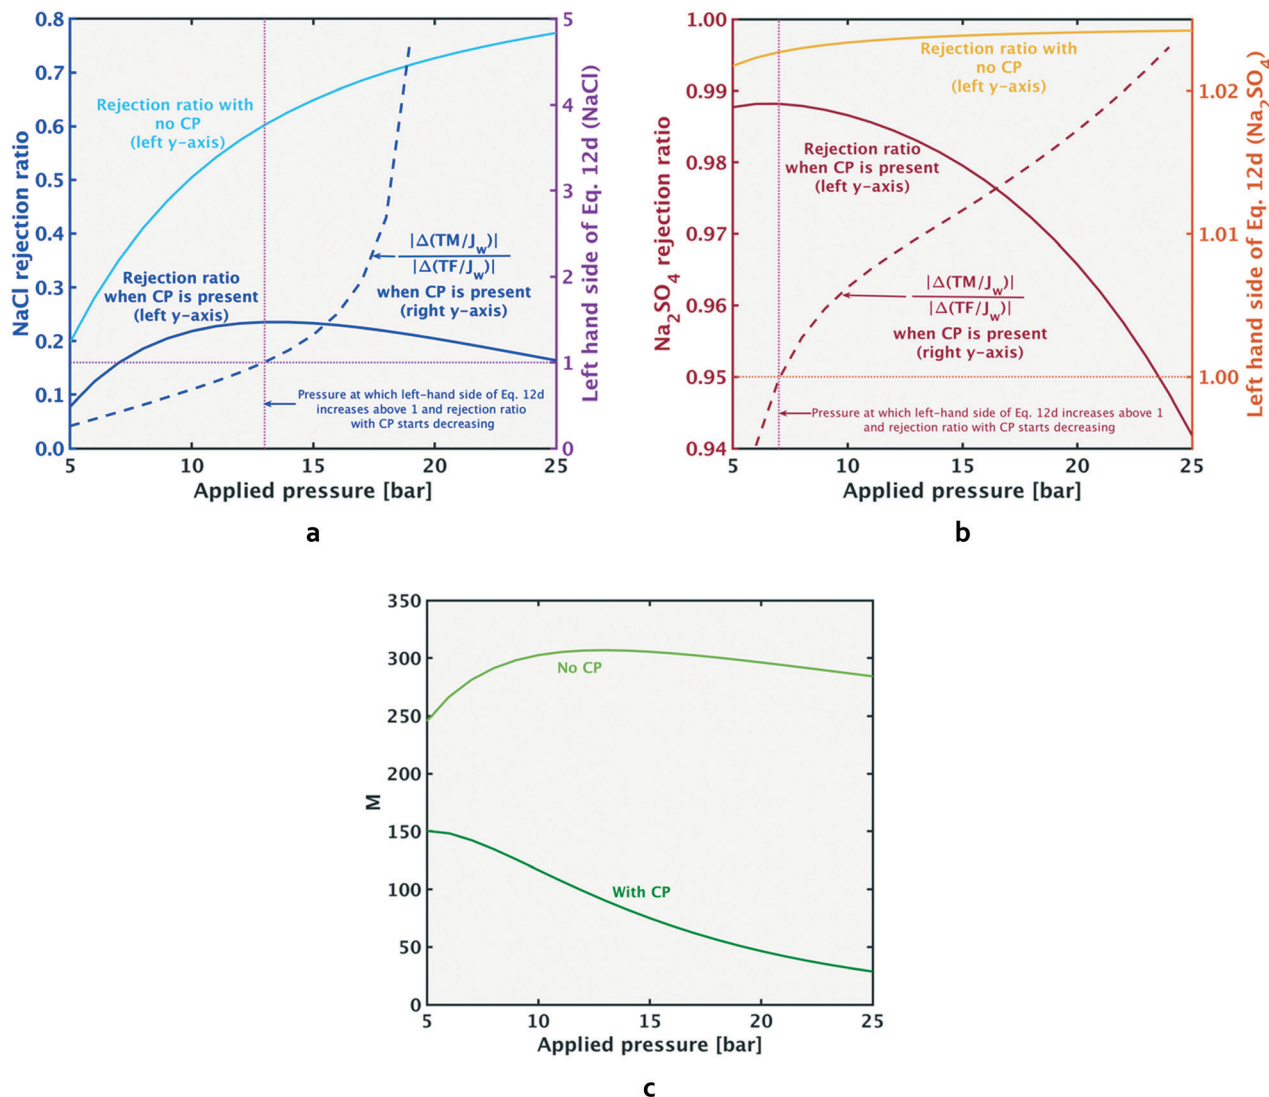 0.8
0.7
0.6
0.5
0.4
0.3
0.2
0.1
0.0
NaCl rejection ratio
Rejection ratio with
no CP
(left y-axis)
Rejection ratio
when CP is present
(left y-axis)
|Δ(TM/J_w)|
|Δ(TF/J_w)|
when CP is present
(right y-axis)
Pressure at which left-hand side of Eq. 12d
increases above 1 and rejection ratio
with CP starts decreasing
5
4
3
2
1
0
Left hand side of Eq. 12d (NaCl)
5 10 15 20 25
Applied pressure [bar]
a
1.00
0.99
0.98
0.97
0.96
0.95
0.94
Na₂SO₄ rejection ratio
Rejection ratio with
no CP
(left y-axis)
Rejection ratio
when CP is present
(left y-axis)
|Δ(TM/J_w)|
|Δ(TF/J_w)|
when CP is present
(right y-axis)
Pressure at which left-hand side of Eq. 12d increases above 1
and rejection ratio with CP starts decreasing
1.02
1.01
1.00
Left hand side of Eq. 12d (Na₂SO₄)
5 10 15 20 25
Applied pressure [bar]
b
350
300
250
200
150
100
50
0
M
No CP
With CP
5 10 15 20 25
Applied pressure [bar]
c